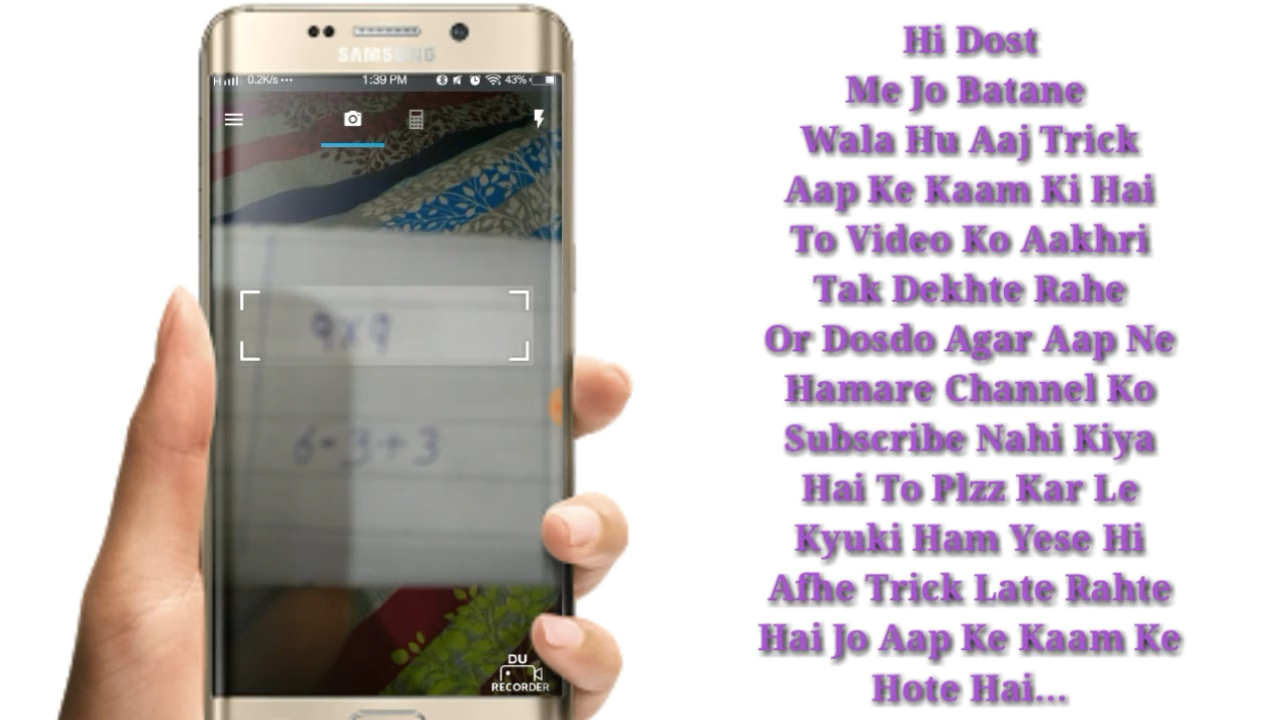 SAMSUNG
0.2K/s ••• 1:39 PM 43%
9x9
6-3+3
DU
RECORDER
Hi Dost
Me Jo Batane
Wala Hu Aaj Trick
Aap Ke Kaam Ki Hai
To Video Ko Aakhri
Tak Dekhte Rahe
Or Dosdo Agar Aap Ne
Hamare Channel Ko
Subscribe Nahi Kiya
Hai To Plzz Kar Le
Kyuki Ham Yese Hi
Afhe Trick Late Rahte
Hai Jo Aap Ke Kaam Ke
Hote Hai...